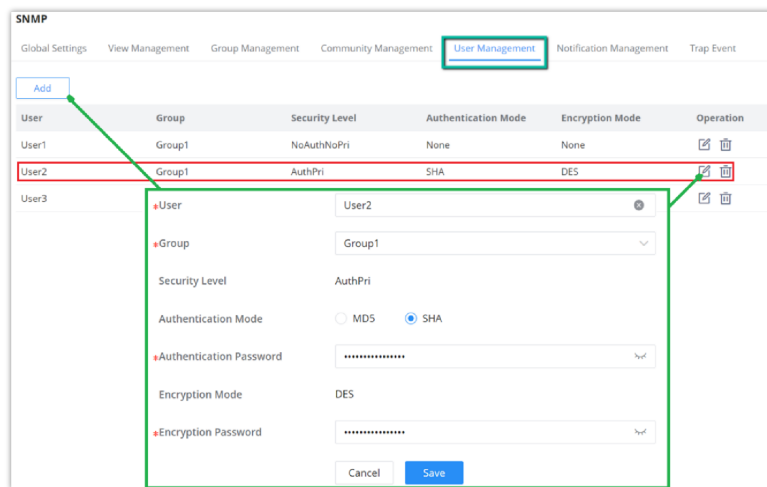 SNMP
Global Settings View Management Group Management Community Management User Management Notification Management Trap Event
Add
User Group Security Level Authentication Mode Encryption Mode Operation
User1 Group1 NoAuthNoPri None None
User2 Group1 AuthPri SHA DES
User3
*User User2
*Group Group1
Security Level AuthPri
Authentication Mode MD5 SHA
*Authentication Password ••••••••••••••••
Encryption Mode DES
*Encryption Password ••••••••••••••••
Cancel Save